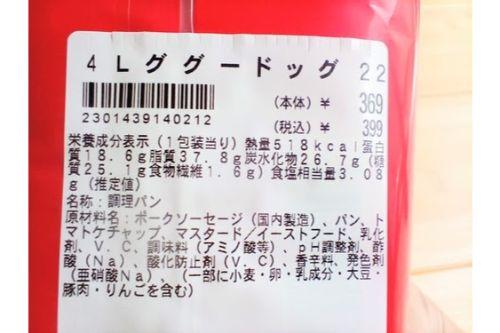 4Lググードッグ22
(本体)¥ 369
2301439140212
(税込)¥ 399
栄養成分表示(1包装当り)熱量518kcal蛋白
質18.6g脂質37.8g炭水化物26.7g(糖
質25.1g食物繊維1.6g)食塩相当量3.08
g(推定値)
名称:調理パン
原材料名:ポークソーセージ(国内製造)、パン、ト
マトケチャップ、マスタード/イーストフード、乳化
剤、V.C、調味料(アミノ酸等)、pH調整剤、酢
酸(Na)、酸化防止剤(V.C)、香辛料、発色剤
(亜硝酸Na)、(一部に小麦・卵・乳成分・大豆・
豚肉・りんごを含む)